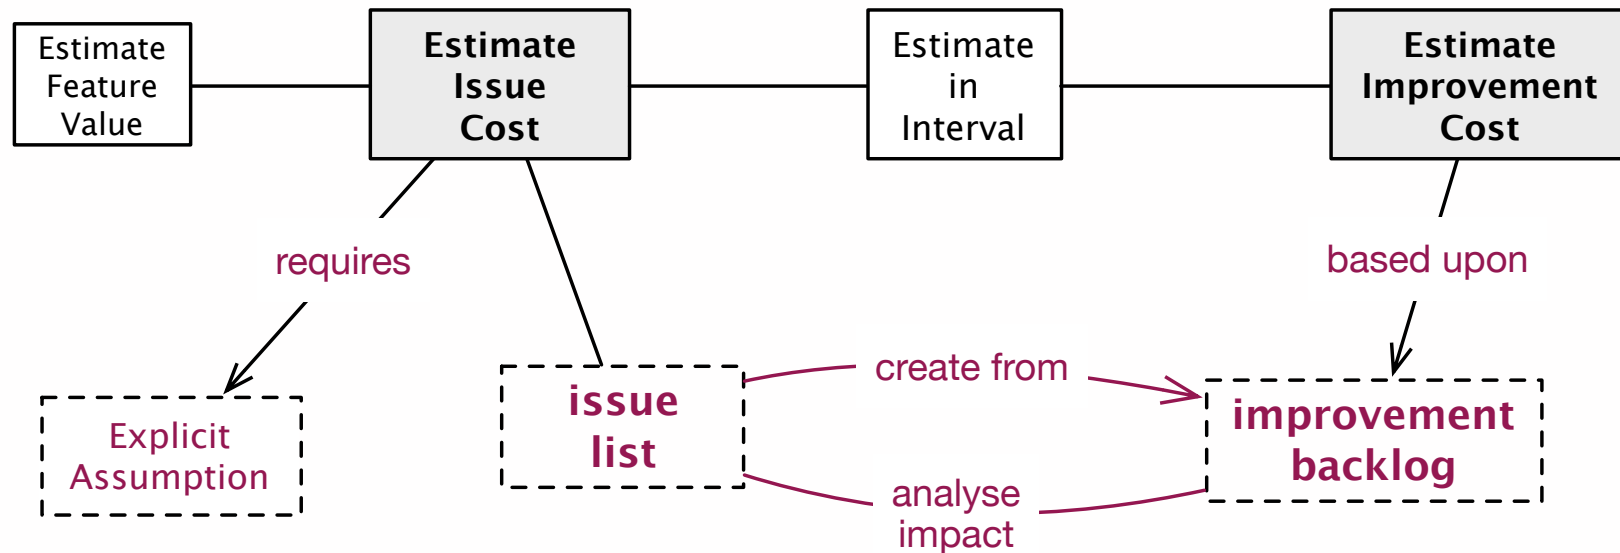 Estimate
Feature
Value
Estimate
Issue
Cost
Estimate
in
Interval
Estimate
Improvement
Cost
requires
based upon
create from
Explicit
Assumption
issue
list
improvement
backlog
analyse
impact